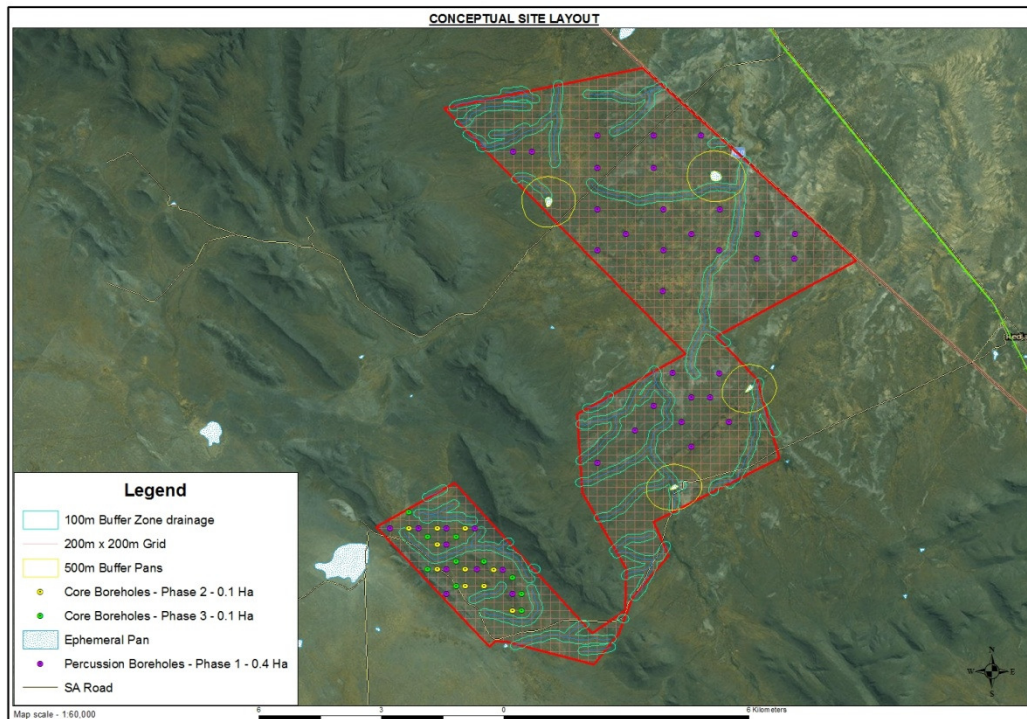 CONCEPTUAL SITE LAYOUT
Legend
100m Buffer Zone drainage
200m x 200m Grid
500m Buffer Pans
Core Boreholes - Phase 2 - 0.1 Ha
Core Boreholes - Phase 3 - 0.1 Ha
Ephemeral Pan
Percussion Boreholes - Phase 1 - 0.4 Ha
SA Road
N
W E
S
Map scale - 1:60,000
6 3 0 6 Kilometers